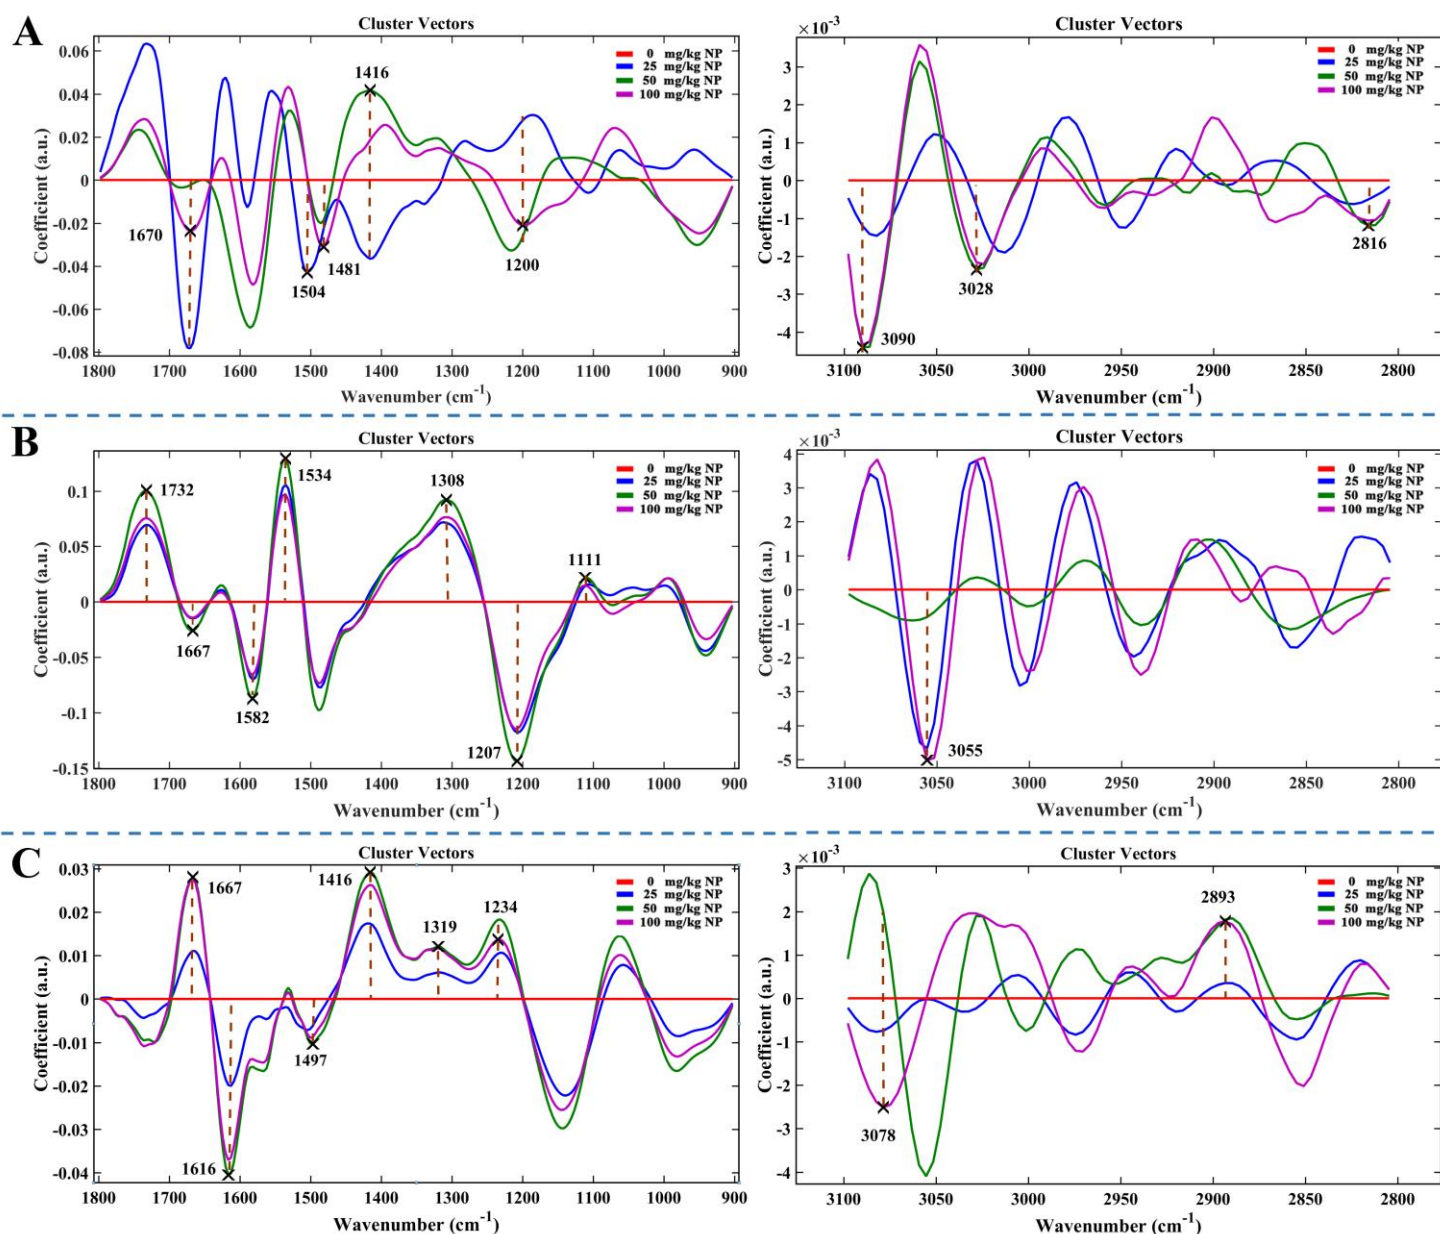 A
Cluster Vectors
0 mg/kg NP
25 mg/kg NP
50 mg/kg NP
100 mg/kg NP
Coefficient (a.u.)
0.06
0.04
0.02
0
-0.02
-0.04
-0.06
-0.08
1416
1670
1504
1481
1200
1800 1700 1600 1500 1400 1300 1200 1100 1000 900
Wavenumber (cm⁻¹)
Cluster Vectors
×10⁻³
0 mg/kg NP
25 mg/kg NP
50 mg/kg NP
100 mg/kg NP
Coefficient (a.u.)
3
2
1
0
-1
-2
-3
-4
3090
3028
2816
3100 3050 3000 2950 2900 2850 2800
Wavenumber (cm⁻¹)
B
Cluster Vectors
0 mg/kg NP
25 mg/kg NP
50 mg/kg NP
100 mg/kg NP
Coefficient (a.u.)
0.1
0.05
0
-0.05
-0.1
-0.15
1732
1534
1308
1111
1667
1582
1207
1800 1700 1600 1500 1400 1300 1200 1100 1000 900
Wavenumber (cm⁻¹)
Cluster Vectors
×10⁻³
0 mg/kg NP
25 mg/kg NP
50 mg/kg NP
100 mg/kg NP
Coefficient (a.u.)
4
3
2
1
0
-1
-2
-3
-4
-5
3055
3100 3050 3000 2950 2900 2850 2800
Wavenumber (cm⁻¹)
C
Cluster Vectors
0 mg/kg NP
25 mg/kg NP
50 mg/kg NP
100 mg/kg NP
Coefficient (a.u.)
0.03
0.02
0.01
0
-0.01
-0.02
-0.03
-0.04
1667
1416
1319
1234
1497
1616
1800 1700 1600 1500 1400 1300 1200 1100 1000 900
Wavenumber (cm⁻¹)
Cluster Vectors
×10⁻³
0 mg/kg NP
25 mg/kg NP
50 mg/kg NP
100 mg/kg NP
Coefficient (a.u.)
3
2
1
0
-1
-2
-3
-4
2893
3078
3100 3050 3000 2950 2900 2850 2800
Wavenumber (cm⁻¹)